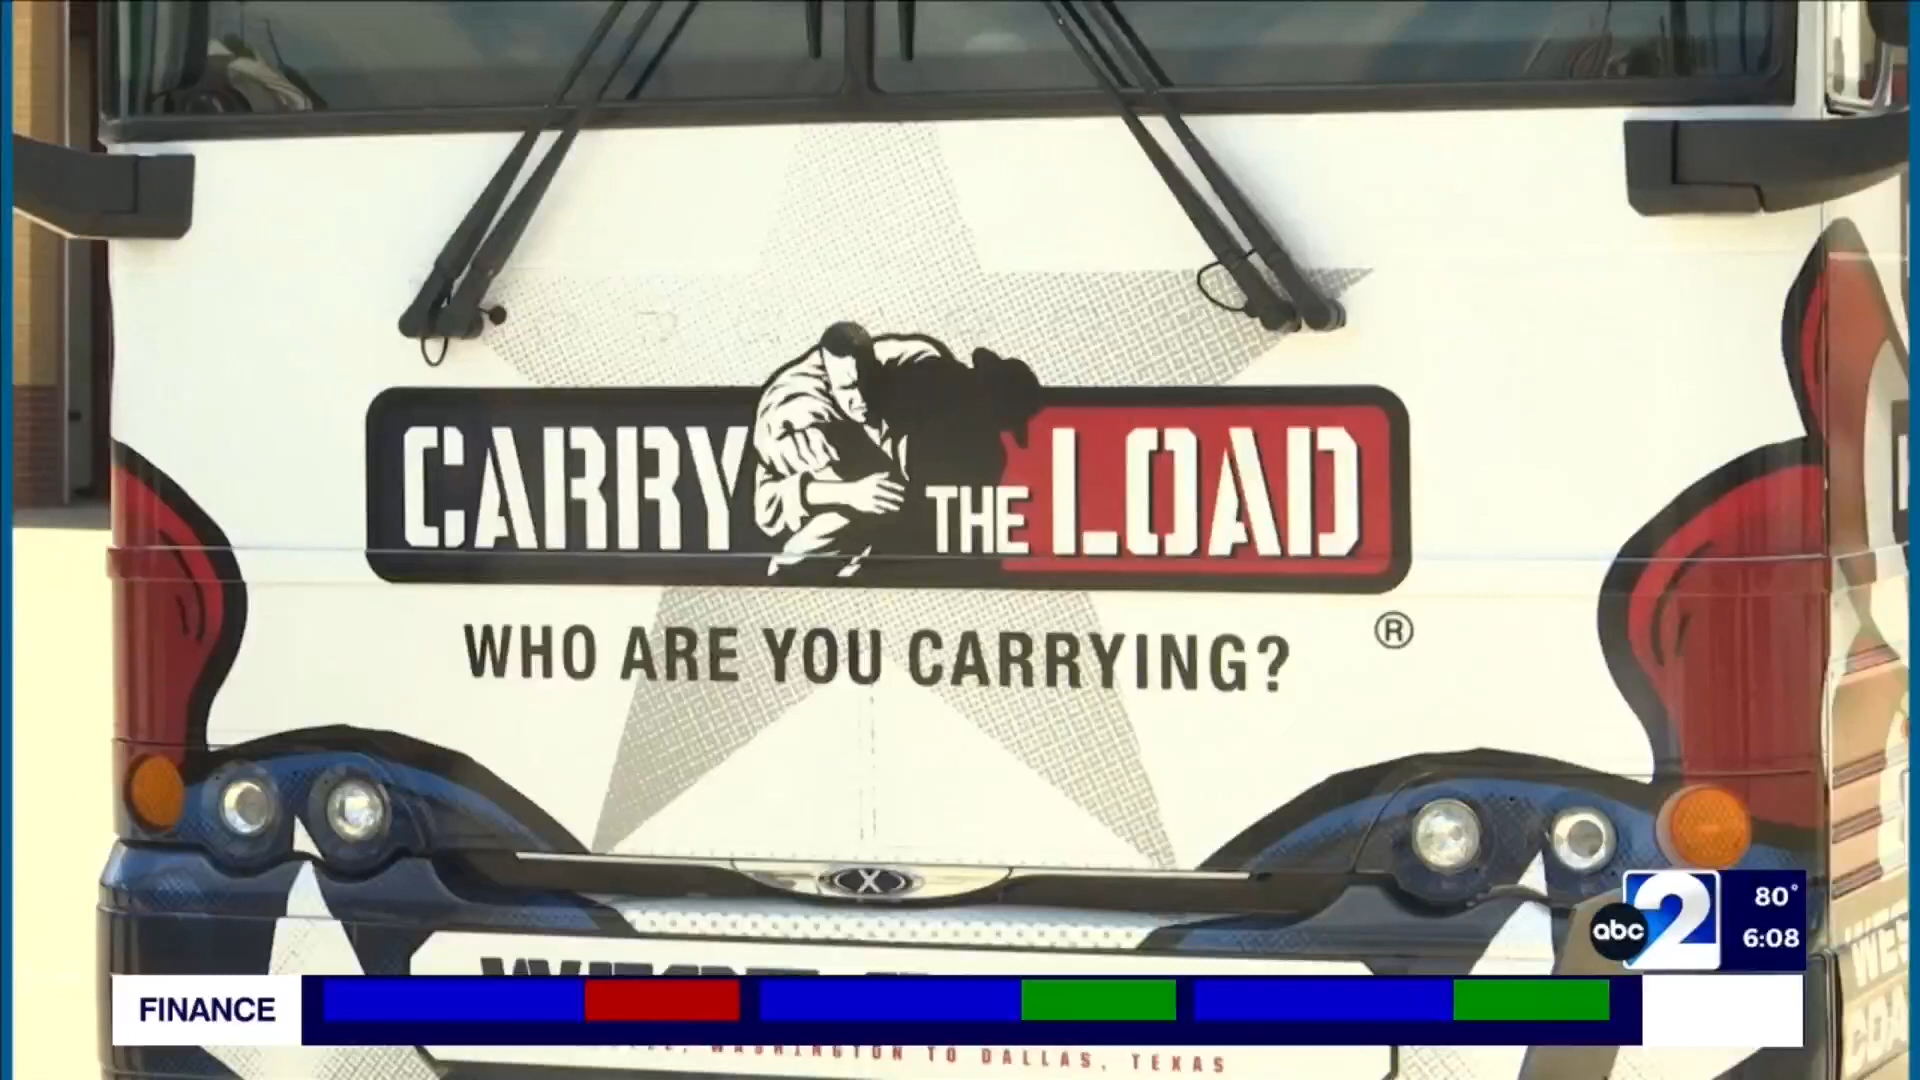 CARRY THE LOAD
WHO ARE YOU CARRYING?
®
X
abc 2
80°
6:08
FINANCE
WASHINGTON TO DALLAS, TEXAS